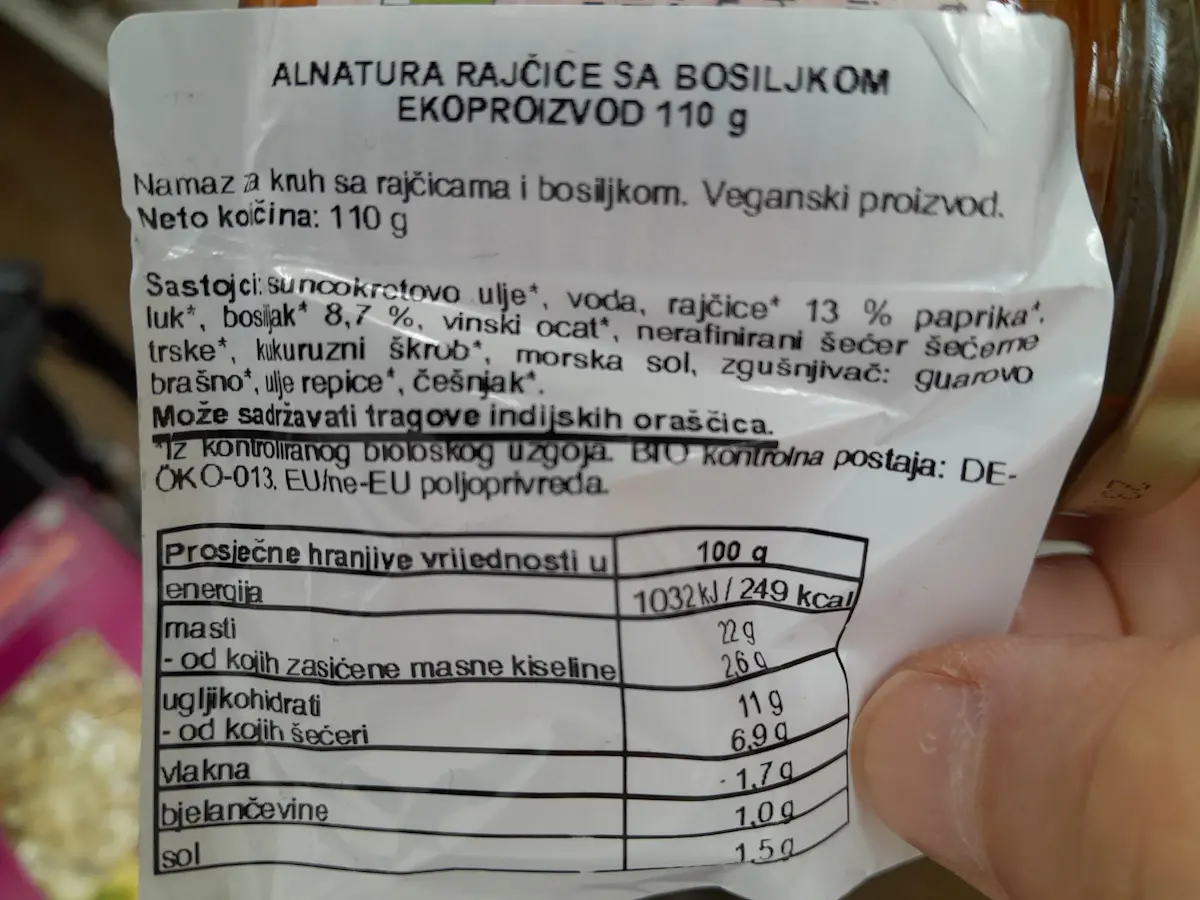 ALNATURA RAJČICE SA BOSILJKOM
EKOPROIZVOD 110 g
Namaz za kruh sa rajčicama i bosiljkom. Veganski proizvod.
Neto količina: 110 g
Sastojci: suncokretovo ulje*, voda, rajčice* 13 % paprika*,
luk*, bosiljak* 8,7 %, vinski ocat*, nerafinirani šećer šećerne
trske*, kukuruzni škrob*, morska sol, zgušnjivač: guarovo
brašno*, ulje repice*, češnjak*.
Može sadržavati tragove indijskih oraščica.
*iz kontroliranog biološkog uzgoja. BIO kontrolna postaja: DE-
ÖKO-013. EU/ne-EU poljoprivreda.
Prosječne hranjive vrijednosti u 100 g
energija 1032 kJ / 249 kcal
masti 22 g
- od kojih zasićene masne kiseline 2,6 g
ugljikohidrati 11 g
- od kojih šećeri 6,9 g
vlakna 1,7 g
bjelančevine 1,0 g
sol 1,5 g